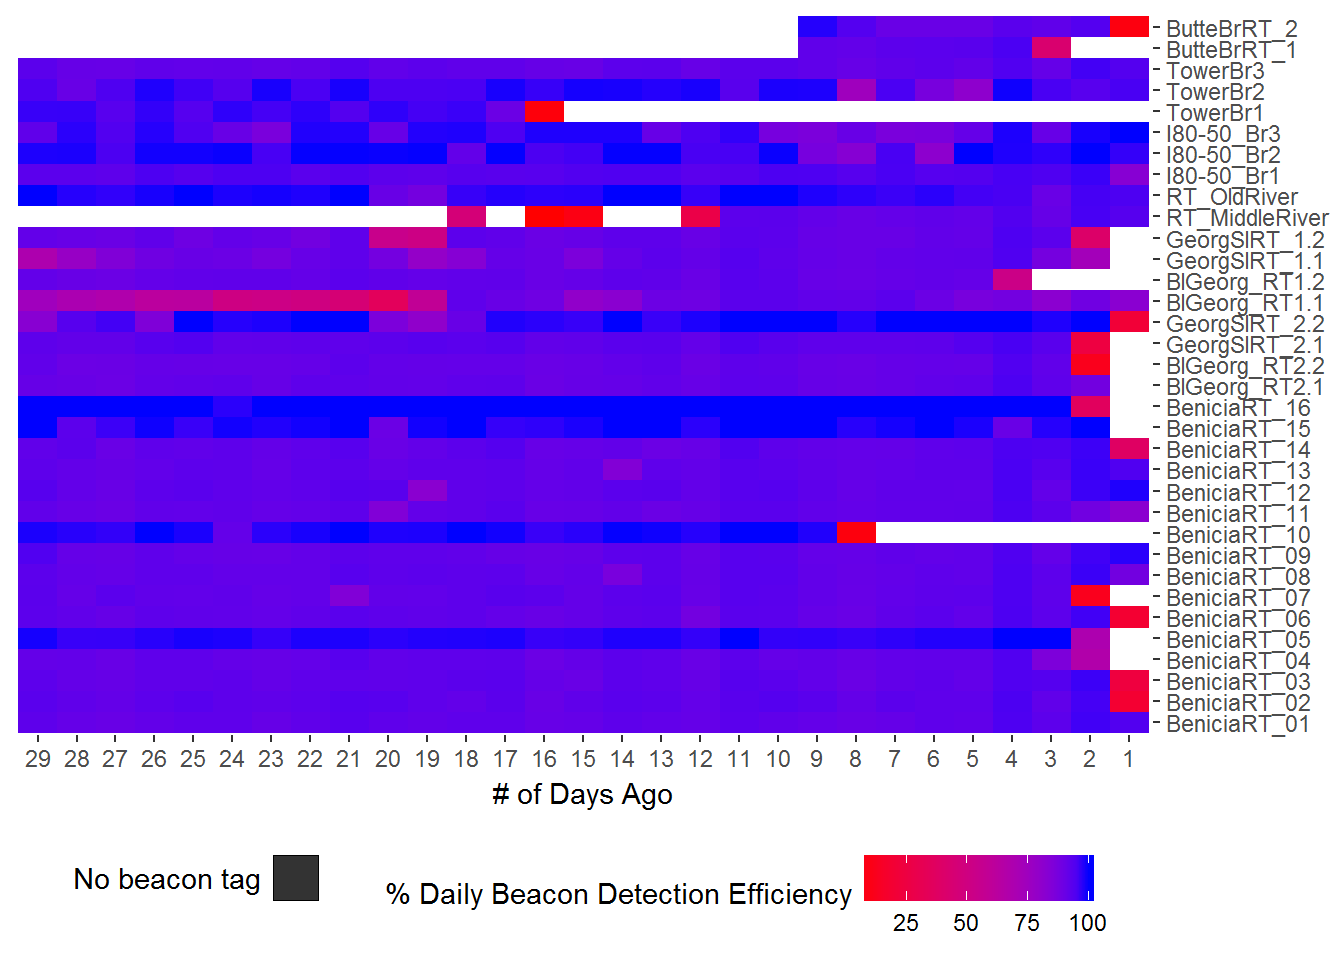 ButteBrRT_2
ButteBrRT_1
TowerBr3
TowerBr2
TowerBr1
I80-50_Br3
I80-50_Br2
I80-50_Br1
RT_OldRiver
RT_MiddleRiver
GeorgSlRT_1.2
GeorgSlRT_1.1
BlGeorg_RT1.2
BlGeorg_RT1.1
GeorgSlRT_2.2
GeorgSlRT_2.1
BlGeorg_RT2.2
BlGeorg_RT2.1
BeniciaRT_16
BeniciaRT_15
BeniciaRT_14
BeniciaRT_13
BeniciaRT_12
BeniciaRT_11
BeniciaRT_10
BeniciaRT_09
BeniciaRT_08
BeniciaRT_07
BeniciaRT_06
BeniciaRT_05
BeniciaRT_04
BeniciaRT_03
BeniciaRT_02
BeniciaRT_01
29 28 27 26 25 24 23 22 21 20 19 18 17 16 15 14 13 12 11 10 9 8 7 6 5 4 3 2 1
# of Days Ago
No beacon tag
% Daily Beacon Detection Efficiency
25 50 75 100